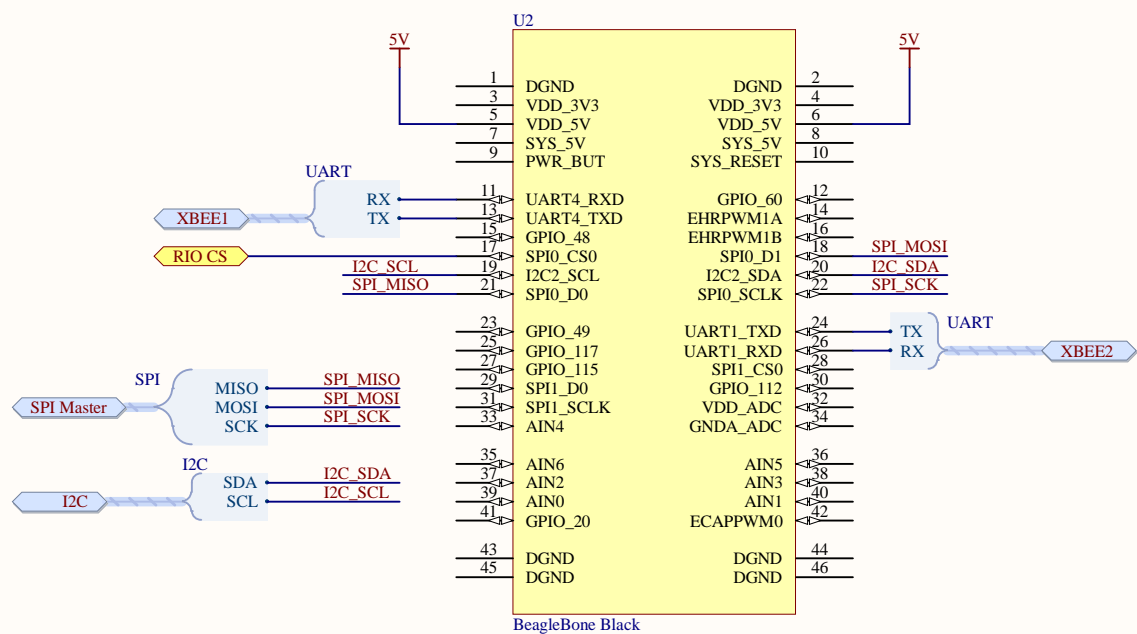 U2
5V 5V
1 DGND DGND 2
3 VDD_3V3 VDD_3V3 4
5 VDD_5V VDD_5V 6
7 SYS_5V SYS_5V 8
9 PWR_BUT SYS_RESET 10
UART
RX 11 UART4_RXD GPIO_60 12
XBEE1 TX 13 UART4_TXD EHRPWM1A 14
15 GPIO_48 EHRPWM1B 16
RIO CS 17 SPI0_CS0 SPI0_D1 18 SPI_MOSI
I2C_SCL 19 I2C2_SCL I2C2_SDA 20 I2C_SDA
SPI_MISO 21 SPI0_D0 SPI0_SCLK 22 SPI_SCK
23 GPIO_49 UART1_TXD 24 TX UART
25 GPIO_117 UART1_RXD 26 RX XBEE2
27 GPIO_115 SPI1_CS0 28
SPI MISO SPI_MISO 29 SPI1_D0 GPIO_112 30
SPI Master MOSI SPI_MOSI 31 SPI1_SCLK VDD_ADC 32
SCK SPI_SCK 33 AIN4 GNDA_ADC 34
I2C 35 AIN6 AIN5 36
SDA I2C_SDA 37 AIN2 AIN3 38
I2C SCL I2C_SCL 39 AIN0 AIN1 40
41 GPIO_20 ECAPPWM0 42
43 DGND DGND 44
45 DGND DGND 46
BeagleBone Black